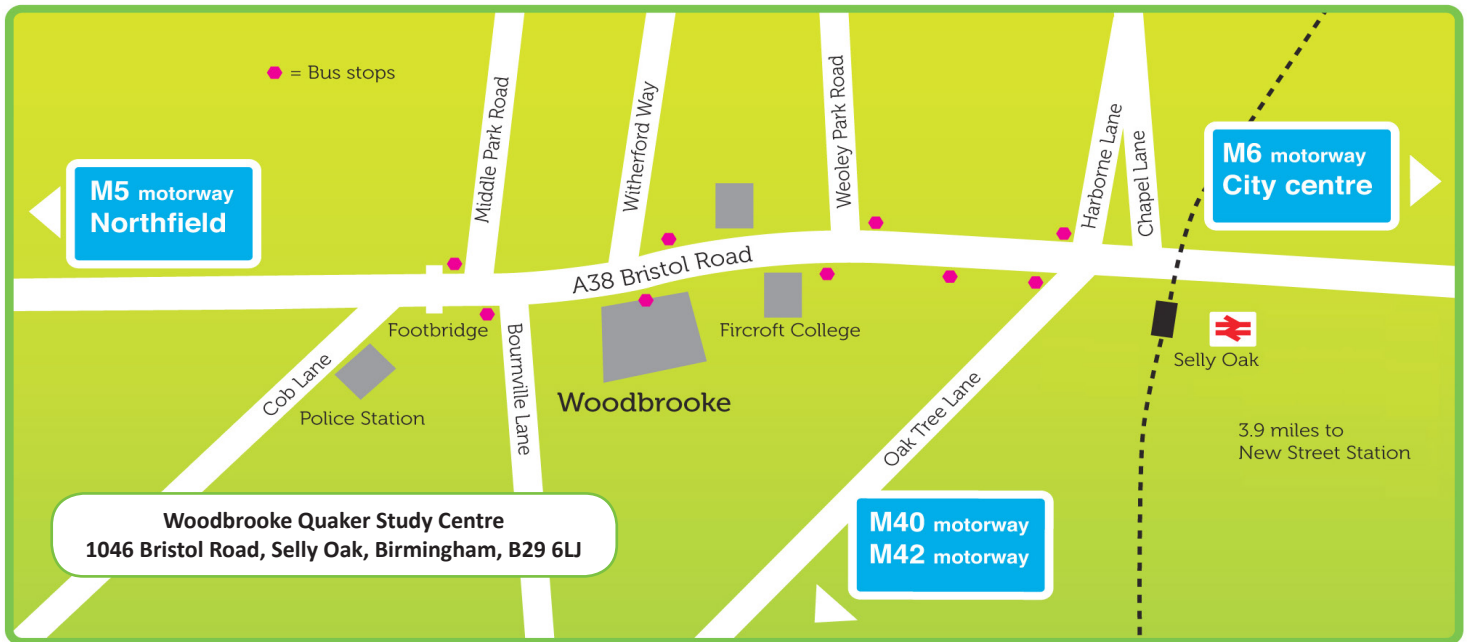 = Bus stops
Middle Park Road
Witherford Way
Weoley Park Road
Harborne Lane
Chapel Lane
M6 motorway
City centre
M5 motorway
Northfield
A38 Bristol Road
Footbridge
Fircroft College
Bournville Lane
Cob Lane
Police Station
Woodbrooke
Oak Tree Lane
Selly Oak
3.9 miles to
New Street Station
Woodbrooke Quaker Study Centre
1046 Bristol Road, Selly Oak, Birmingham, B29 6LJ
M40 motorway
M42 motorway